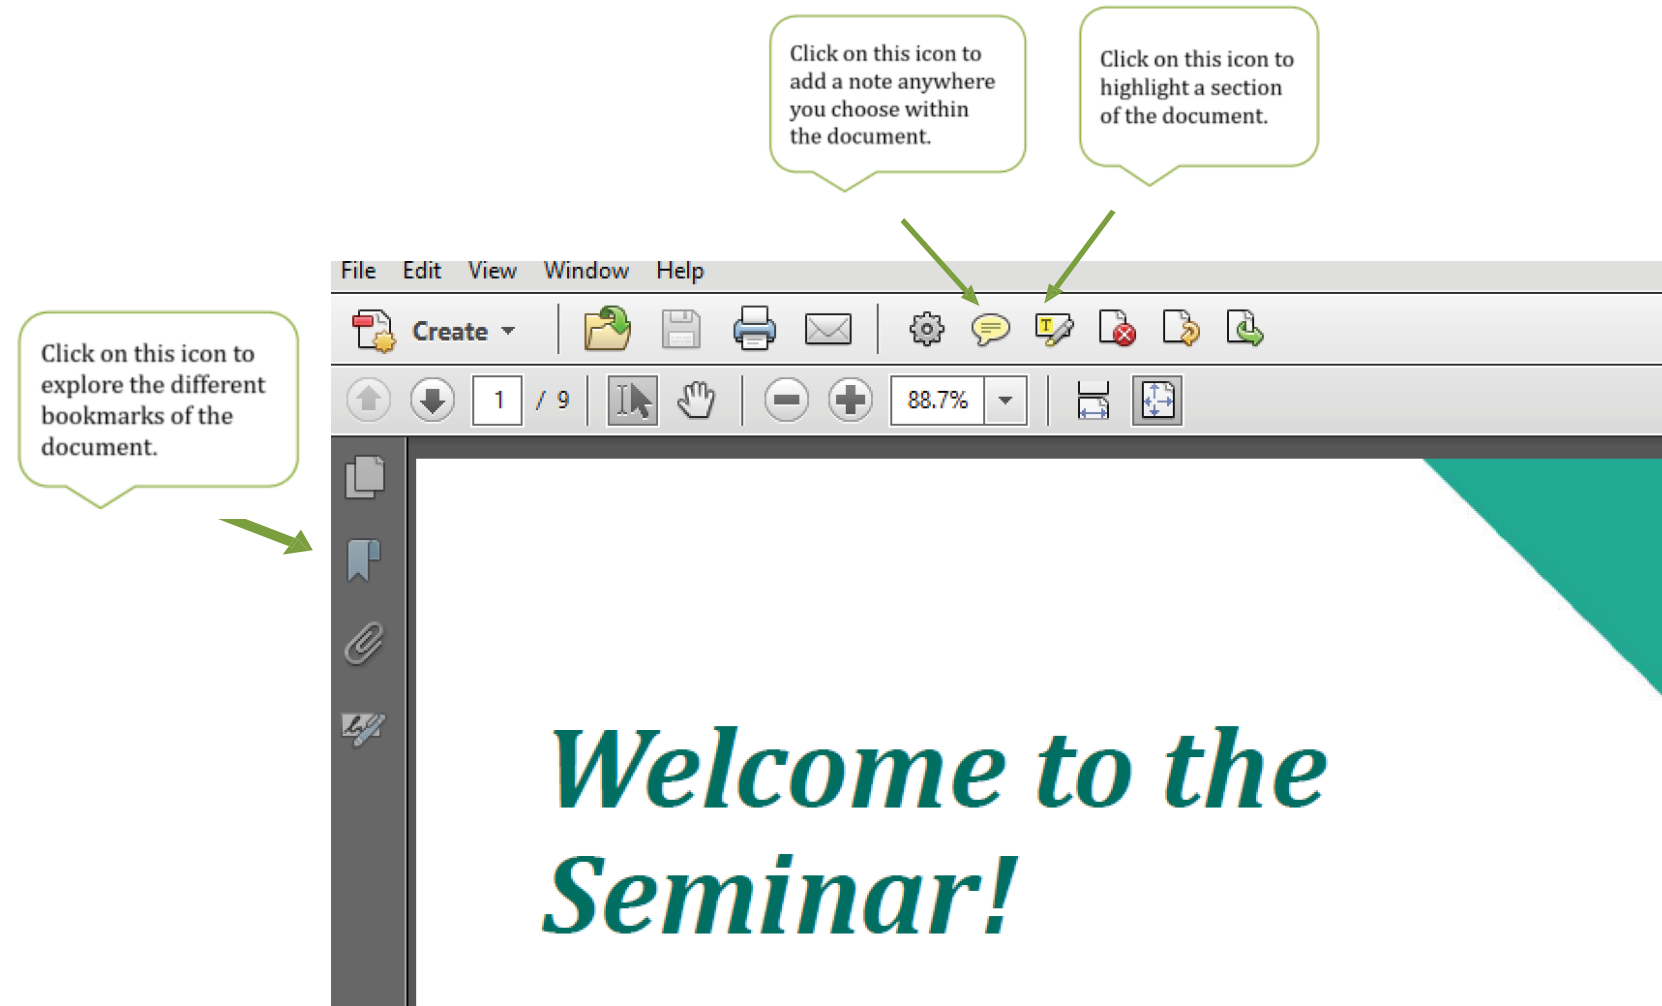 Click on this icon to
add a note anywhere
you choose within
the document.
Click on this icon to
highlight a section
of the document.
File Edit View Window Help
Create
T
Click on this icon to
explore the different
bookmarks of the
document.
1 / 9
88.7%
Welcome to the
Seminar!